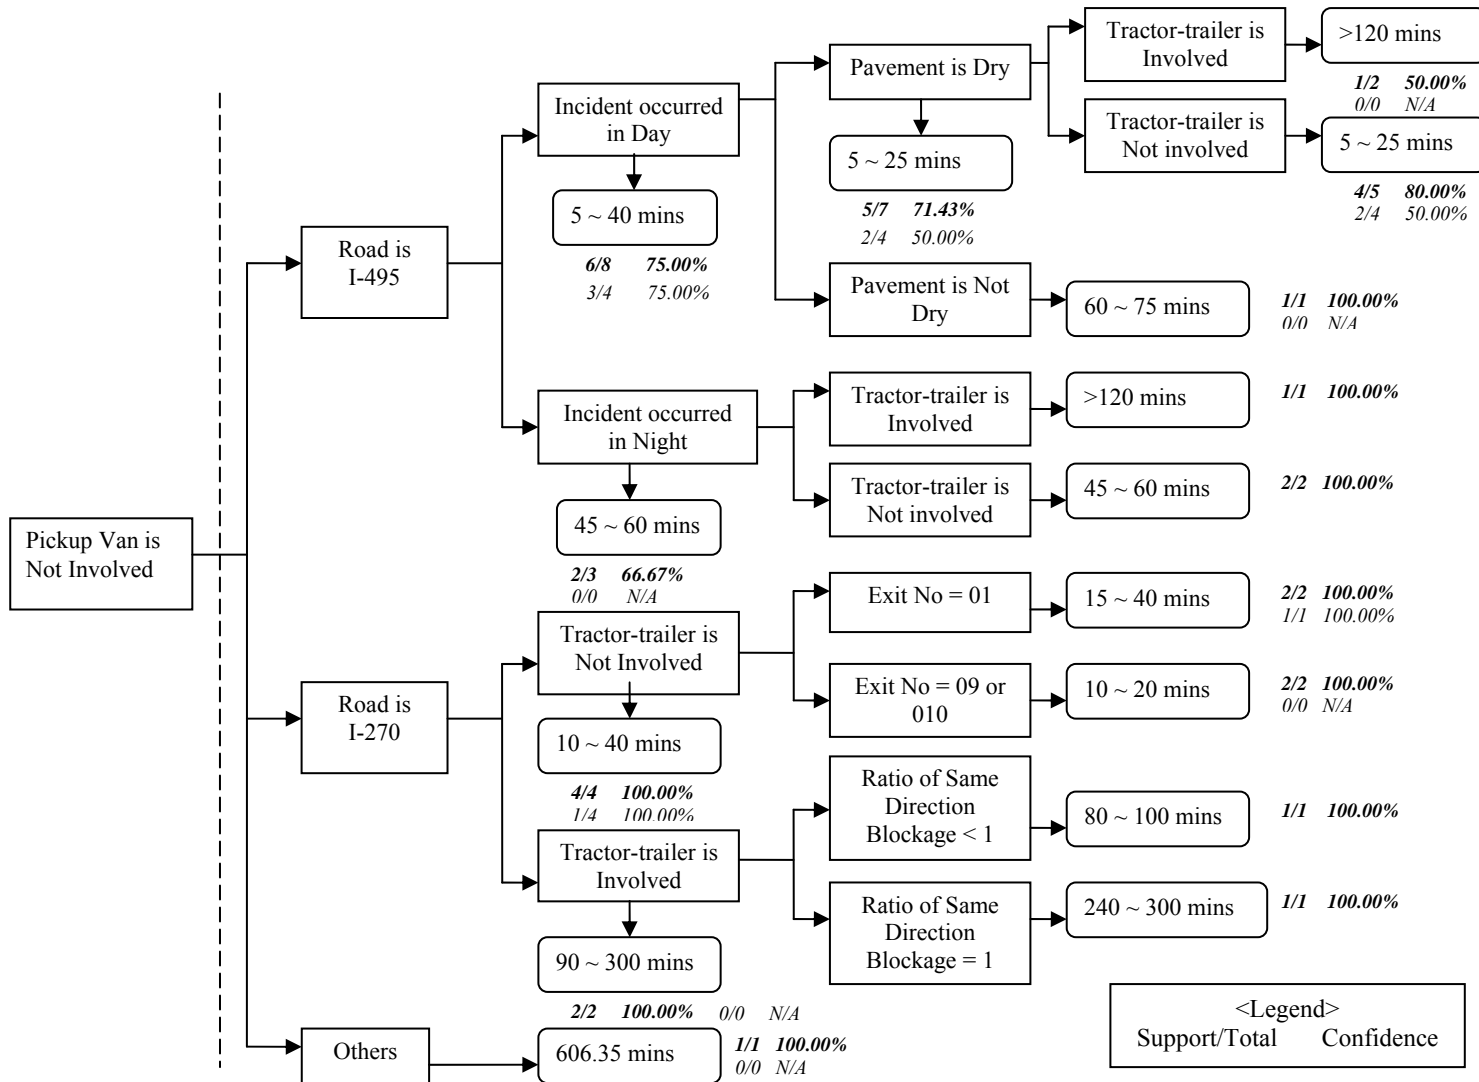 Pickup Van is
Not Involved
Road is
I-495
Incident occurred
in Day
5 ~ 40 mins
6/8 75.00%
3/4 75.00%
Pavement is Dry
5 ~ 25 mins
5/7 71.43%
2/4 50.00%
Tractor-trailer is
Involved
>120 mins
1/2 50.00%
0/0 N/A
Tractor-trailer is
Not involved
5 ~ 25 mins
4/5 80.00%
2/4 50.00%
Pavement is Not
Dry
60 ~ 75 mins
1/1 100.00%
0/0 N/A
Incident occurred
in Night
45 ~ 60 mins
2/3 66.67%
0/0 N/A
Tractor-trailer is
Involved
>120 mins
1/1 100.00%
Tractor-trailer is
Not involved
45 ~ 60 mins
2/2 100.00%
Road is
I-270
Tractor-trailer is
Not Involved
10 ~ 40 mins
4/4 100.00%
1/4 100.00%
Exit No = 01
15 ~ 40 mins
2/2 100.00%
1/1 100.00%
Exit No = 09 or
010
10 ~ 20 mins
2/2 100.00%
0/0 N/A
Tractor-trailer is
Involved
90 ~ 300 mins
2/2 100.00% 0/0 N/A
Ratio of Same
Direction
Blockage < 1
80 ~ 100 mins
1/1 100.00%
Ratio of Same
Direction
Blockage = 1
240 ~ 300 mins
1/1 100.00%
Others
606.35 mins
1/1 100.00%
0/0 N/A
<Legend>
Support/Total Confidence